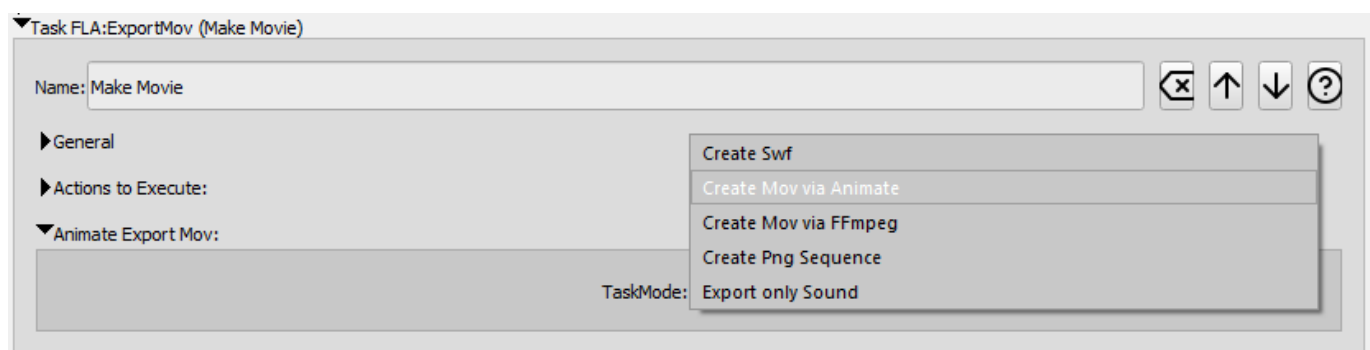 Task FLA:ExportMov (Make Movie)
Name: Make Movie
General
Create Swf
Actions to Execute:
Create Mov via Animate
Animate Export Mov:
Create Mov via FFmpeg
Create Png Sequence
TaskMode: Export only Sound